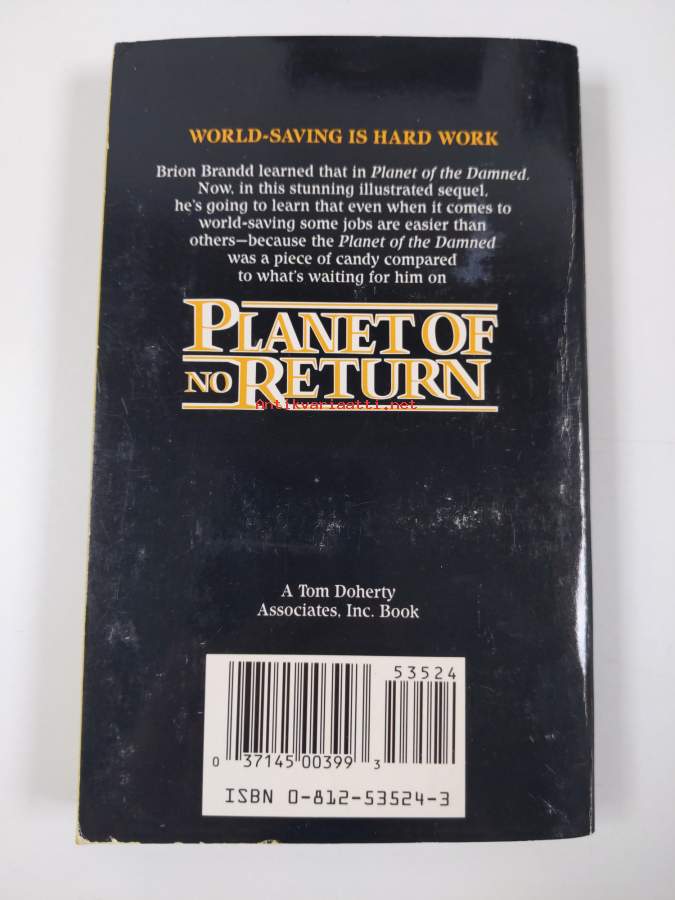 WORLD-SAVING IS HARD WORK
Brion Brandd learned that in Planet of the Damned.
Now, in this stunning illustrated sequel,
he's going to learn that even when it comes to
world-saving some jobs are easier than
others—because the Planet of the Damned
was a piece of candy compared
to what's waiting for him on
PLANET OF
NO RETURN
Antikvariaatti.net
A Tom Doherty
Associates, Inc. Book
53524
0 37145 00399 3
ISBN 0-812-53524-3